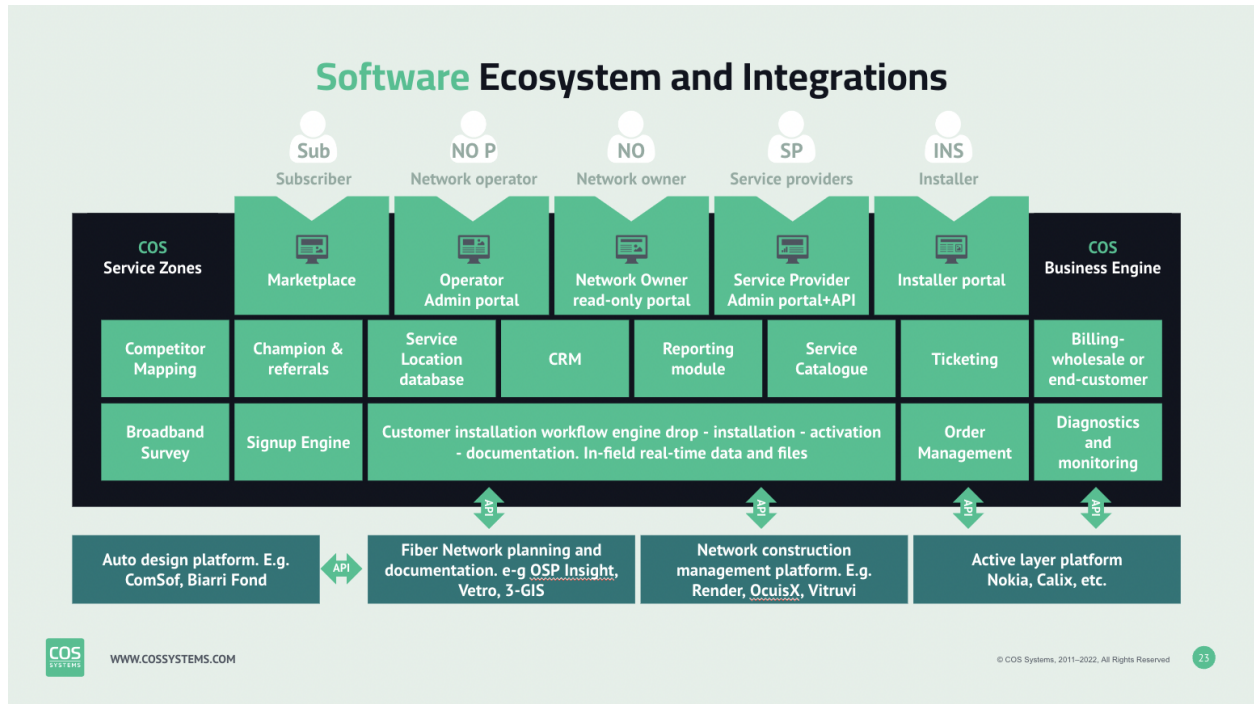 Software Ecosystem and Integrations
Sub
NO P
NO
SP
INS
Subscriber
Network operator
Network owner
Service providers
Installer
COS
Service Zones
Marketplace
Operator
Admin portal
Network Owner
read-only portal
Service Provider
Admin portal+API
Installer portal
COS
Business Engine
Competitor
Mapping
Champion &
referrals
Service
Location
database
CRM
Reporting
module
Service
Catalogue
Ticketing
Billing-
wholesale or
end-customer
Broadband
Survey
Signup Engine
Customer installation workflow engine drop - installation - activation
- documentation. In-field real-time data and files
Order
Management
Diagnostics
and
monitoring
API
API
API
API
Auto design platform. E.g.
ComSof, Biarri Fond
API
Fiber Network planning and
documentation. e-g OSP Insight,
Vetro, 3-GIS
Network construction
management platform. E.g.
Render, OcuisX, Vitruvi
Active layer platform
Nokia, Calix, etc.
COS
SYSTEMS
WWW.COSSYSTEMS.COM
© COS Systems, 2011–2022, All Rights Reserved
23